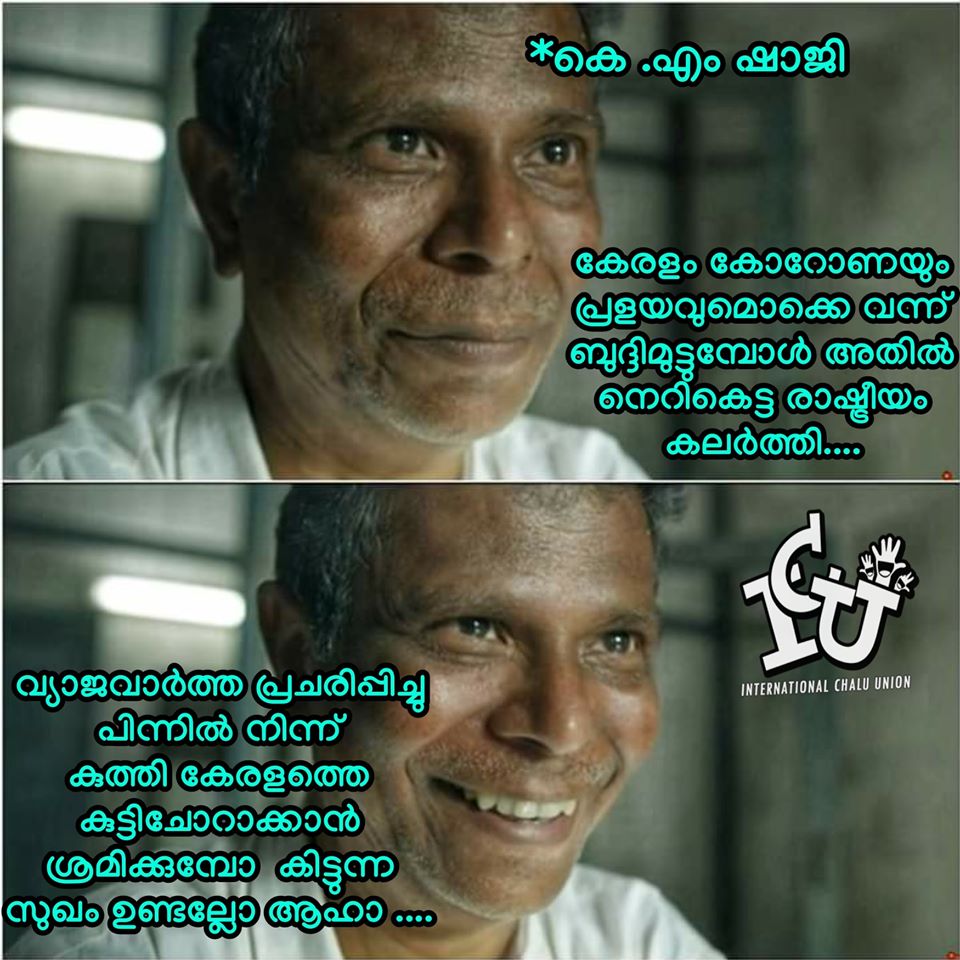 *കെ .എം ഷാജി
കേരളം കോറോണയും
പ്രളയവുമൊക്കെ വന്ന്
ബുദ്ദിമുട്ടുമ്പോൾ അതിൽ
നെറികെട്ട രാഷ്ട്രീയം
കലർത്തി....
ICU
INTERNATIONAL CHALU UNION
വ്യാജവാർത്ത പ്രചരിപ്പിച്ചു
പിന്നിൽ നിന്ന്
കുത്തി കേരളത്തെ
കുട്ടിചോറാക്കാൻ
ശ്രമിക്കുമ്പോ കിട്ടുന്ന
സുഖം ഉണ്ടല്ലോ ആഹാ ....